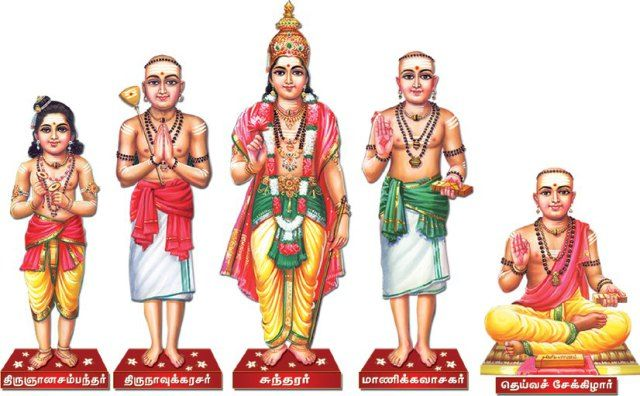 திருஞானசம்பந்தர்
திருநாவுக்கரசர்
சுந்தரர்
மாணிக்கவாசகர்
தெய்வச் சேக்கிழார்